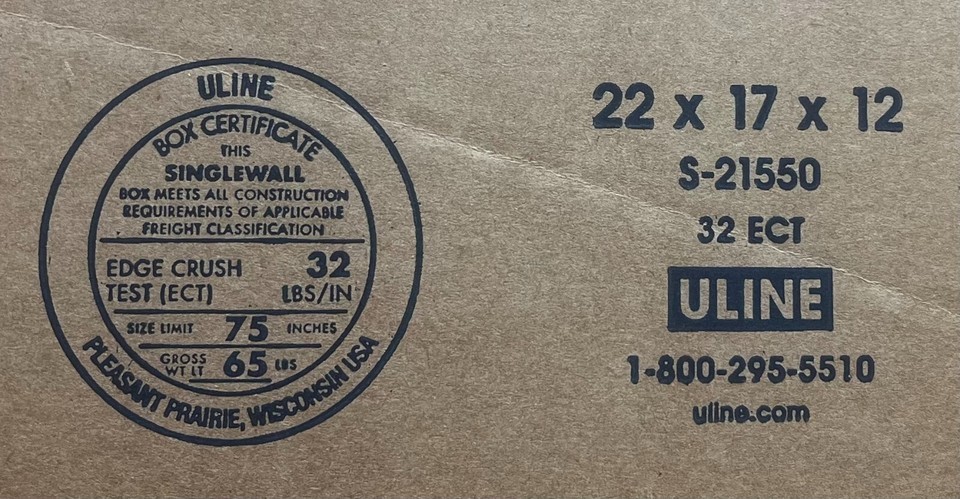 ULINE
BOX CERTIFICATE
THIS
SINGLEWALL
BOX MEETS ALL CONSTRUCTION
REQUIREMENTS OF APPLICABLE
FREIGHT CLASSIFICATION
EDGE CRUSH 32
TEST (ECT) LBS/IN
SIZE LIMIT 75 INCHES
GROSS
WT LT 65 LBS
PLEASANT PRAIRIE, WISCONSIN USA
22 x 17 x 12
S-21550
32 ECT
ULINE
1-800-295-5510
uline.com